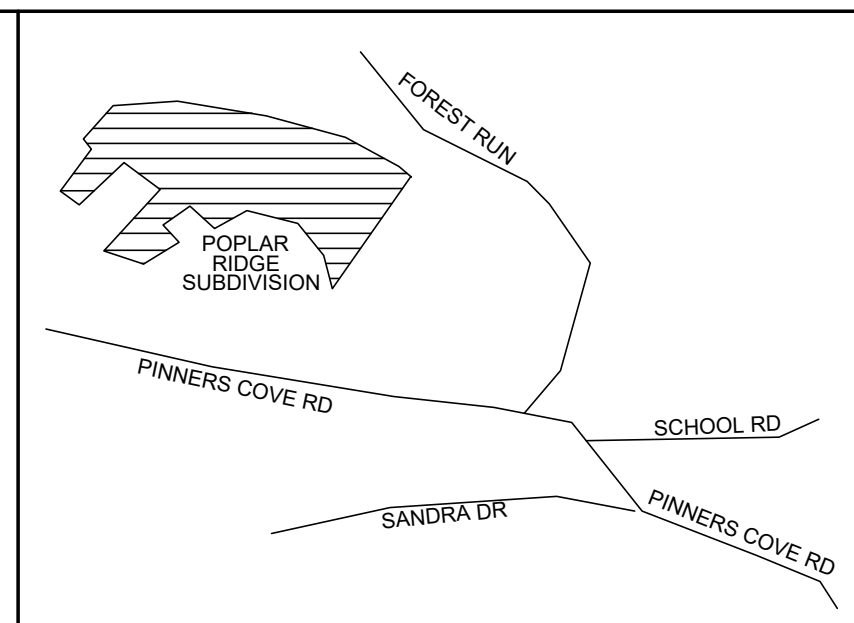 FOREST RUN
POPLAR
RIDGE
SUBDIVISION
PINNERS COVE RD
SCHOOL RD
SANDRA DR
PINNERS COVE RD